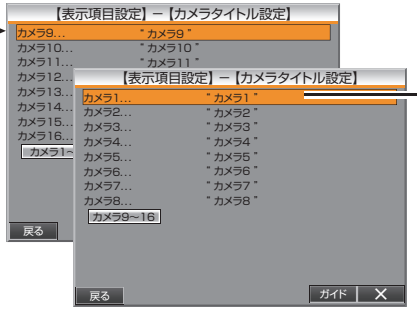 【表示項目設定】－【カメラタイトル設定】
カメラ9... "カメラ9"
カメラ10... "カメラ10"
カメラ11... "カメラ11"
カメラ12...
カメラ13...
カメラ14...
カメラ15...
カメラ16...
カメラ1～
戻る
【表示項目設定】－【カメラタイトル設定】
カメラ1... "カメラ1"
カメラ2... "カメラ2"
カメラ3... "カメラ3"
カメラ4... "カメラ4"
カメラ5... "カメラ5"
カメラ6... "カメラ6"
カメラ7... "カメラ7"
カメラ8... "カメラ8"
カメラ9～16
戻る ガイド ×